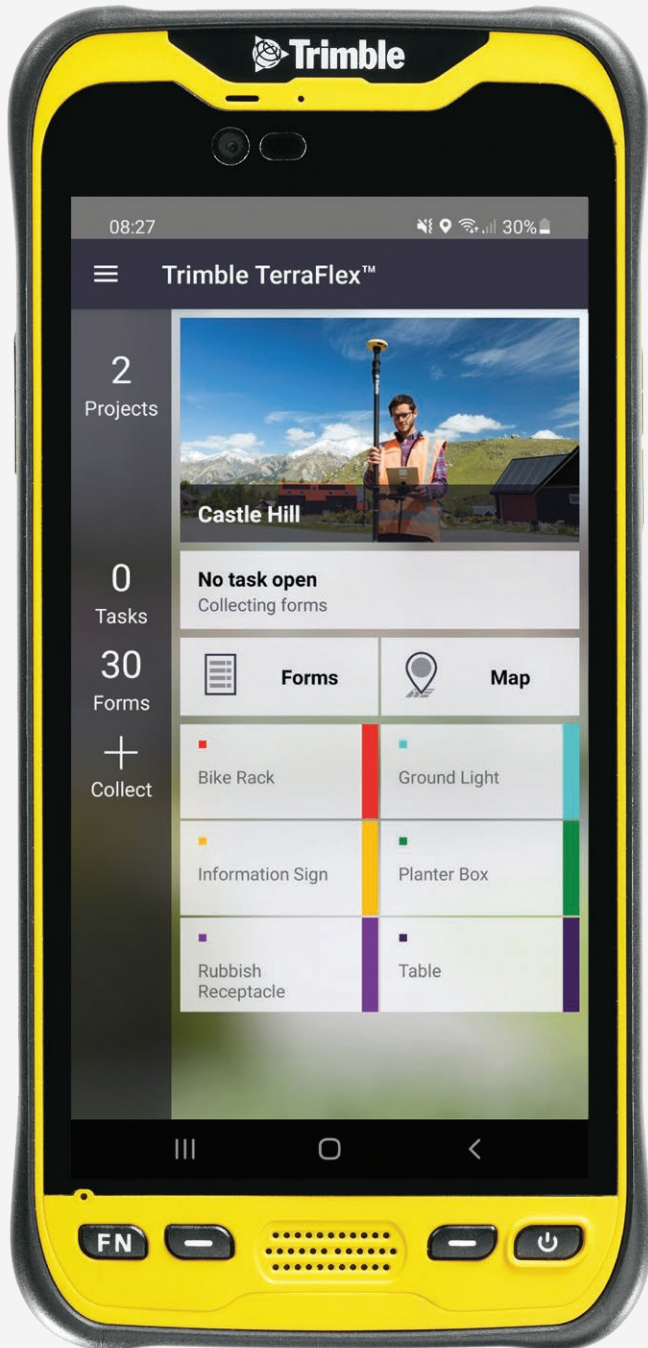 Trimble
08:27
30%
Trimble TerraFlex™
2
Projects
Castle Hill
0
Tasks
No task open
Collecting forms
30
Forms
Forms
Map
Collect
Bike Rack
Ground Light
Information Sign
Planter Box
Rubbish
Receptacle
Table
FN